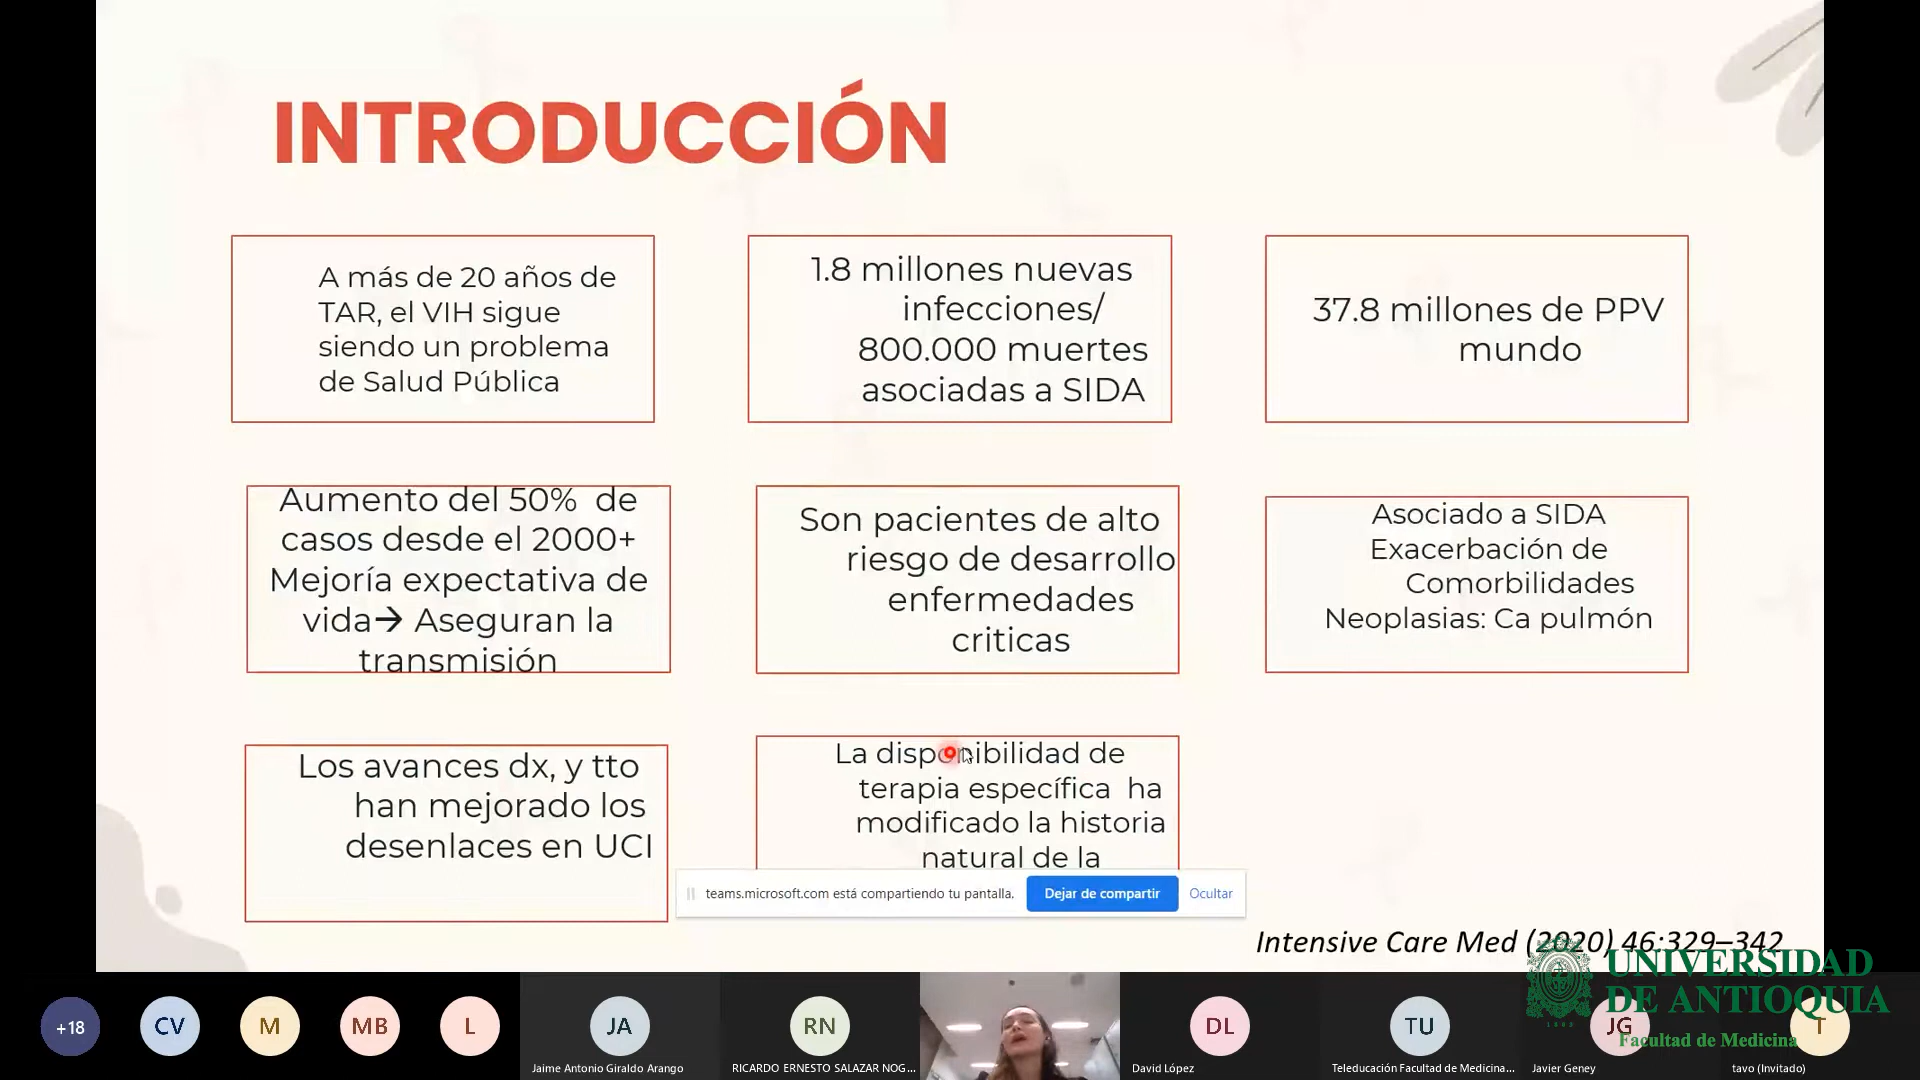 INTRODUCCIÓN
A más de 20 años de
TAR, el VIH sigue
siendo un problema
de Salud Pública
1.8 millones nuevas
infecciones/
800.000 muertes
asociadas a SIDA
37.8 millones de PPV
mundo
Aumento del 50% de
casos desde el 2000+
Mejoría expectativa de
vida→ Aseguran la
transmisión
Son pacientes de alto
riesgo de desarrollo
enfermedades
criticas
Asociado a SIDA
Exacerbación de
Comorbilidades
Neoplasias: Ca pulmón
Los avances dx, y tto
han mejorado los
desenlaces en UCI
La disponibilidad de
terapia específica ha
modificado la historia
natural de la
teams.microsoft.com está compartiendo tu pantalla.
Dejar de compartir
Ocultar
Intensive Care Med (2020) 46:329–342
UNIVERSIDAD
DE ANTIOQUIA
1803
Facultad de Medicina
+18
CV
M
MB
L
JA
Jaime Antonio Giraldo Arango
RN
RICARDO ERNESTO SALAZAR NOG...
DL
David López
TU
Teleducación Facultad de Medicina...
JG
Javier Geney
T
tavo (Invitado)